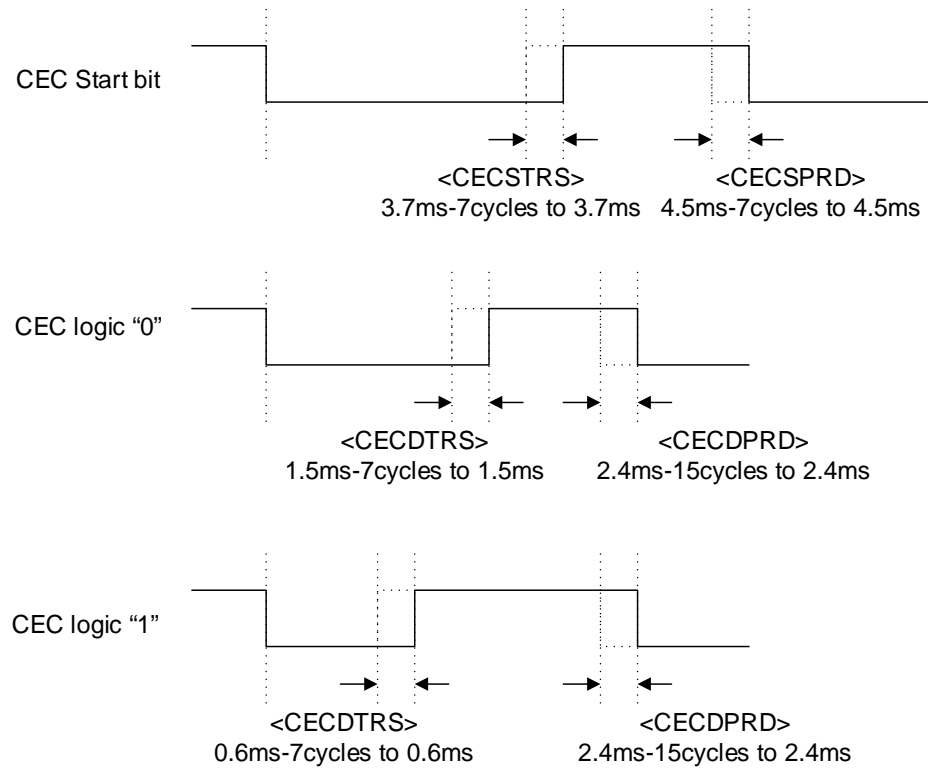 CEC Start bit
<CECSTRS> <CECSPRD>
3.7ms-7cycles to 3.7ms 4.5ms-7cycles to 4.5ms
CEC logic “0”
<CECDTRS> <CECDPRD>
1.5ms-7cycles to 1.5ms 2.4ms-15cycles to 2.4ms
CEC logic “1”
<CECDTRS> <CECDPRD>
0.6ms-7cycles to 0.6ms 2.4ms-15cycles to 2.4ms